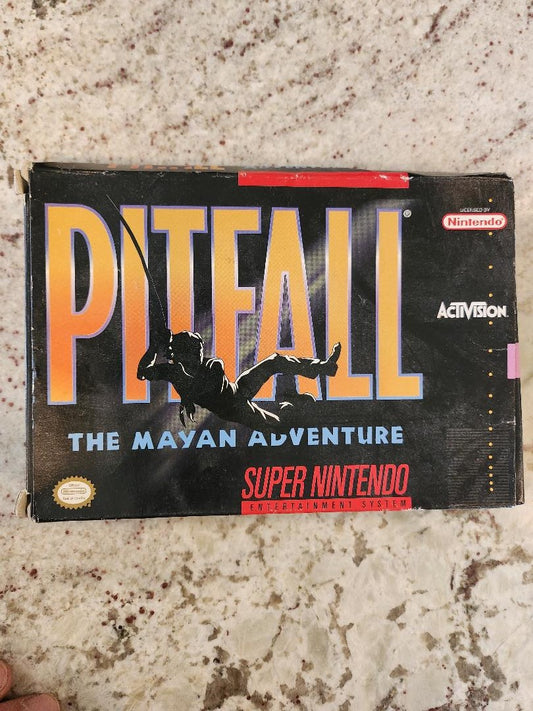 PITFALL®
THE MAYAN ADVENTURE
LICENSED BY
Nintendo
ACTIVISION
SUPER NINTENDO
ENTERTAINMENT SYSTEM